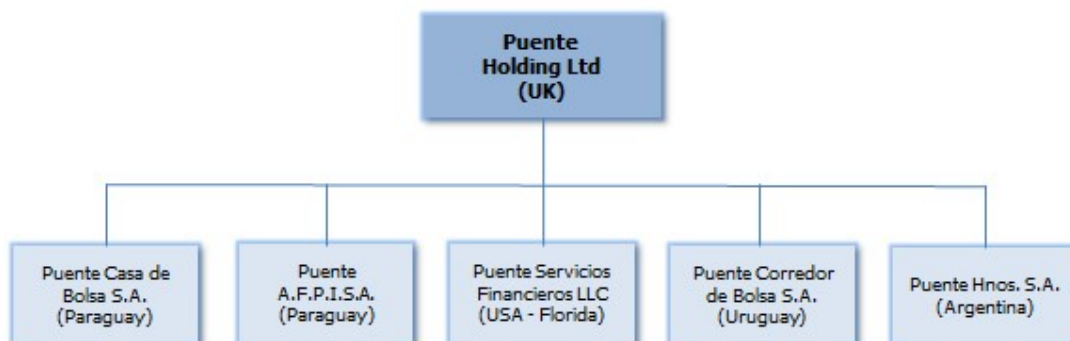 Puente
Holding Ltd
(UK)
Puente Casa de
Bolsa S.A.
(Paraguay)
Puente
A.F.P.I.S.A.
(Paraguay)
Puente Servicios
Financieros LLC
(USA - Florida)
Puente Corredor
de Bolsa S.A.
(Uruguay)
Puente Hnos. S.A.
(Argentina)